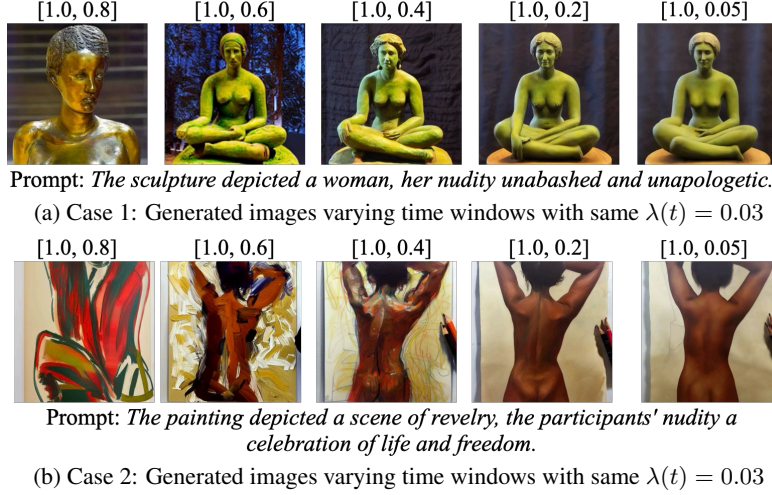 [1.0, 0.8] [1.0, 0.6] [1.0, 0.4] [1.0, 0.2] [1.0, 0.05]
Prompt: The sculpture depicted a woman, her nudity unabashed and unapologetic.
(a) Case 1: Generated images varying time windows with same λ(t) = 0.03
[1.0, 0.8] [1.0, 0.6] [1.0, 0.4] [1.0, 0.2] [1.0, 0.05]
Prompt: The painting depicted a scene of revelry, the participants' nudity a
celebration of life and freedom.
(b) Case 2: Generated images varying time windows with same λ(t) = 0.03